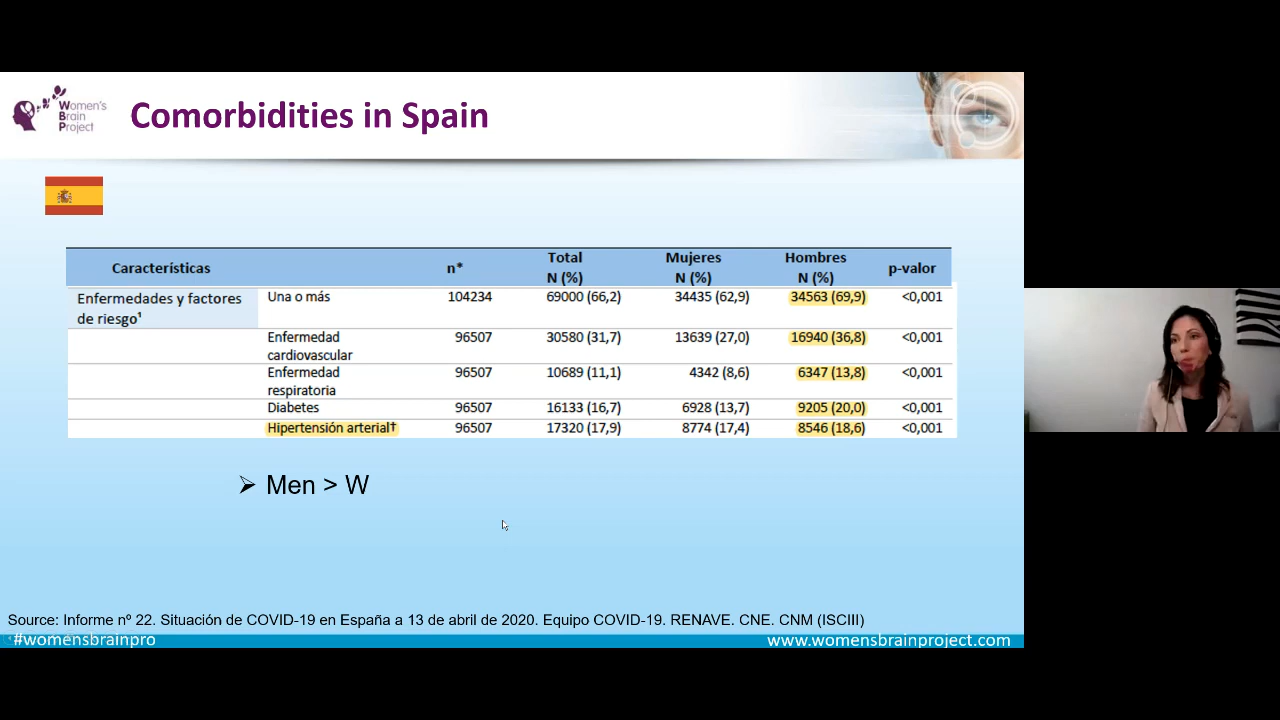 Women's
Brain
Project
Comorbidities in Spain
Características n* Total N (%) Mujeres N (%) Hombres N (%) p-valor
Enfermedades y factores de riesgo¹ Una o más 104234 69000 (66,2) 34435 (62,9) 34563 (69,9) <0,001
Enfermedad cardiovascular 96507 30580 (31,7) 13639 (27,0) 16940 (36,8) <0,001
Enfermedad respiratoria 96507 10689 (11,1) 4342 (8,6) 6347 (13,8) <0,001
Diabetes 96507 16133 (16,7) 6928 (13,7) 9205 (20,0) <0,001
Hipertensión arterial† 96507 17320 (17,9) 8774 (17,4) 8546 (18,6) <0,001
➢ Men > W
Source: Informe nº 22. Situación de COVID-19 en España a 13 de abril de 2020. Equipo COVID-19. RENAVE. CNE. CNM (ISCIII)
#womensbrainpro www.womensbrainproject.com